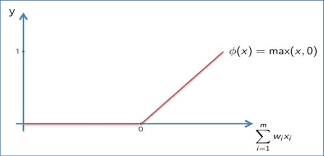 y
1
ϕ(x) = max(x, 0)
0
m
∑ wᵢxᵢ
i=1